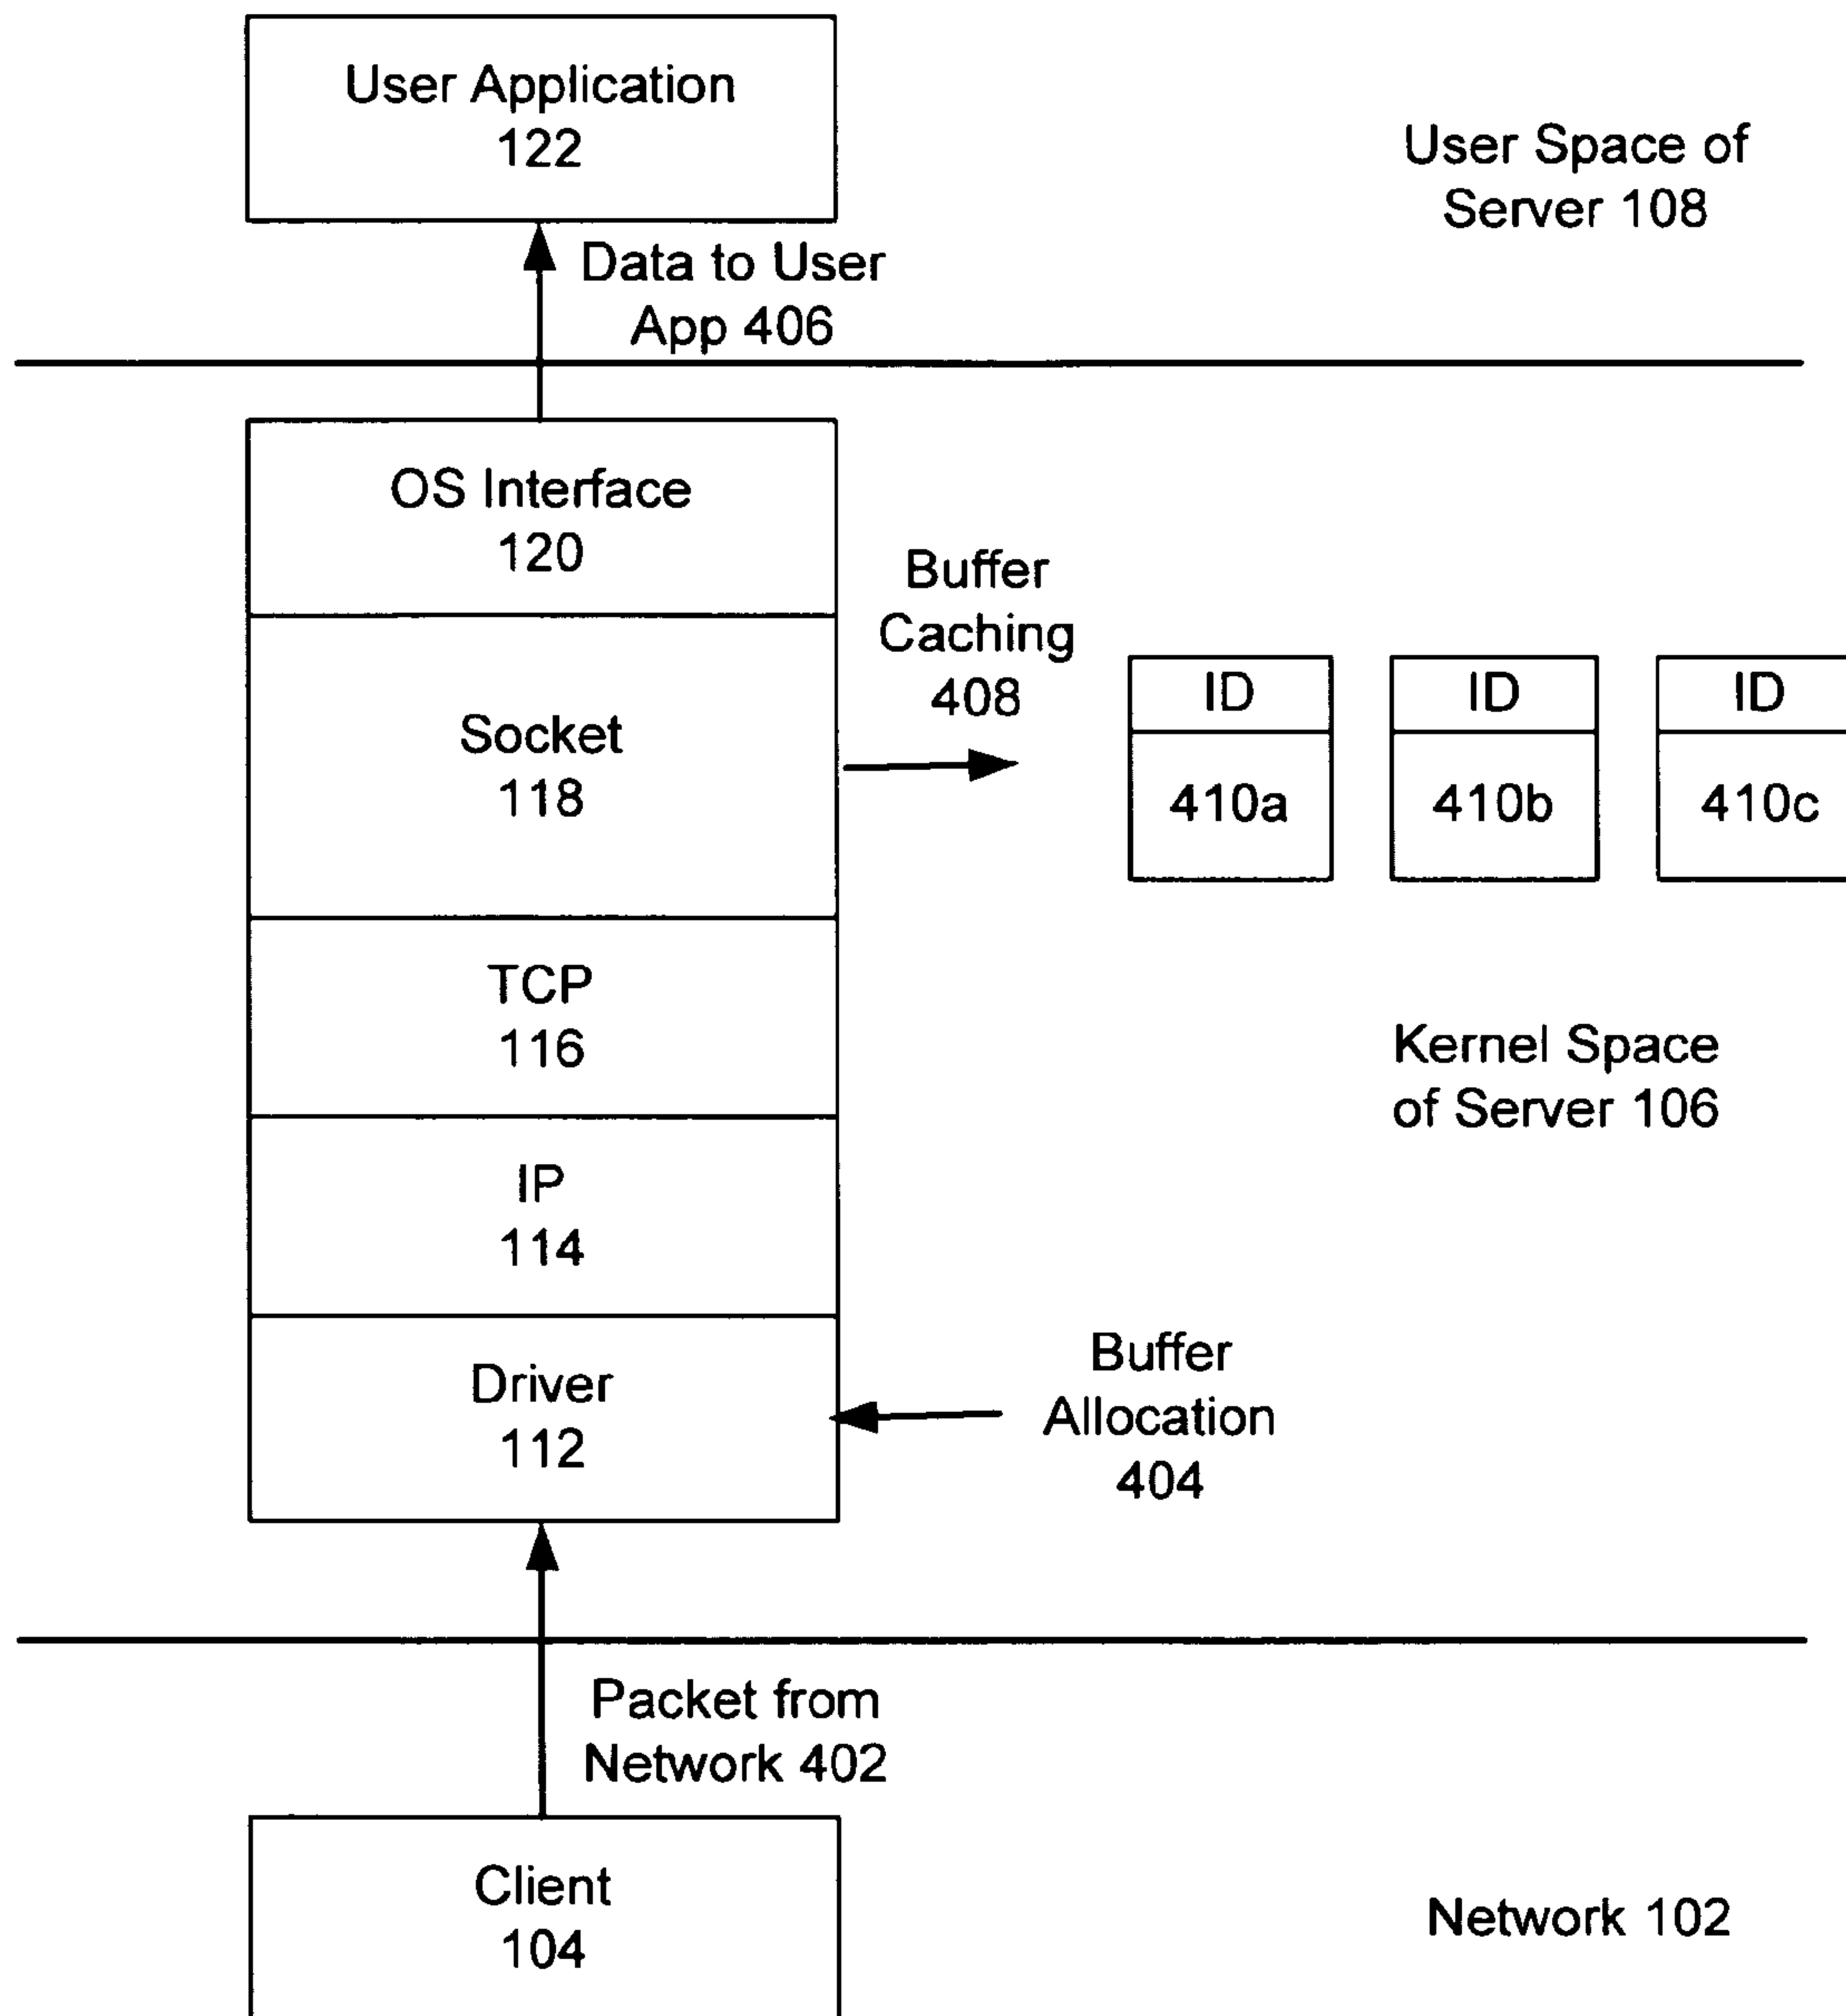 User Application
122
User Space of
Server 108
Data to User
App 406
OS Interface
120
Buffer
Caching
408
Socket
118
ID
410a
ID
410b
ID
410c
TCP
116
Kernel Space
of Server 106
IP
114
Driver
112
Buffer
Allocation
404
Packet from
Network 402
Client
104
Network 102